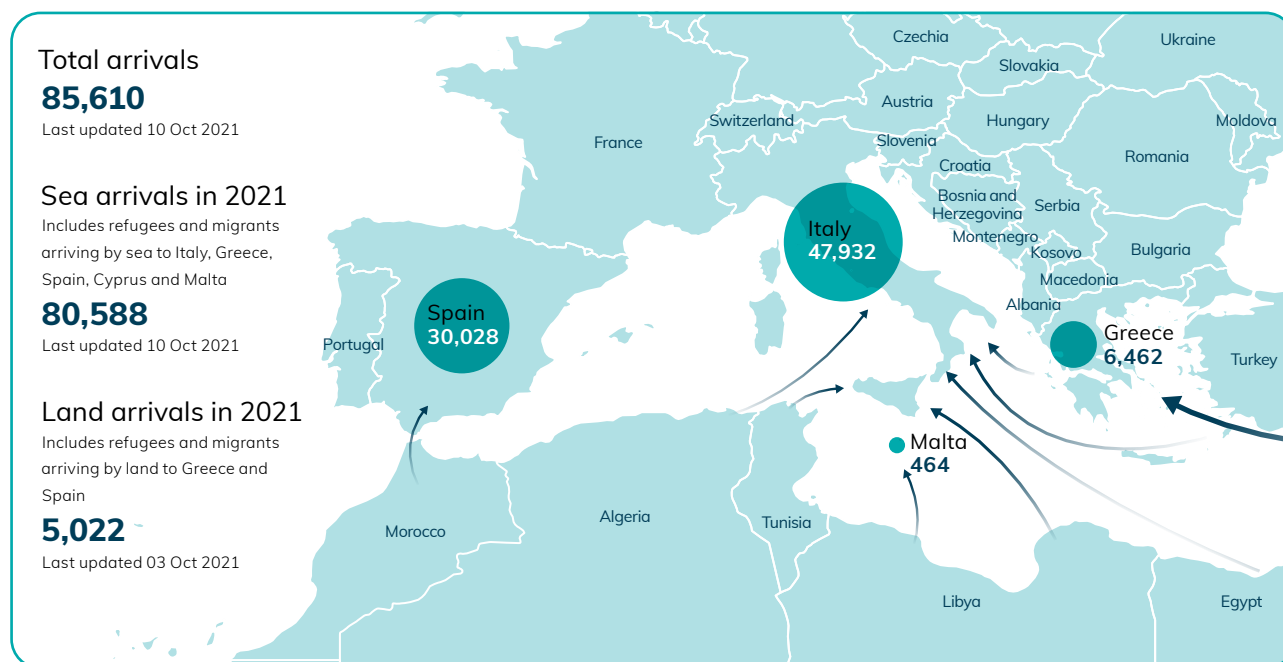 Total arrivals
85,610
Last updated 10 Oct 2021
Sea arrivals in 2021
Includes refugees and migrants
arriving by sea to Italy, Greece,
Spain, Cyprus and Malta
80,588
Last updated 10 Oct 2021
Land arrivals in 2021
Includes refugees and migrants
arriving by land to Greece and
Spain
5,022
Last updated 03 Oct 2021
Czechia
Ukraine
Slovakia
Austria
Switzerland
Hungary
Moldova
France
Slovenia
Croatia
Romania
Bosnia and
Herzegovina
Serbia
Italy
47,932
Montenegro
Kosovo
Bulgaria
Macedonia
Albania
Spain
30,028
Portugal
Greece
6,462
Turkey
Malta
464
Morocco
Algeria
Tunisia
Libya
Egypt